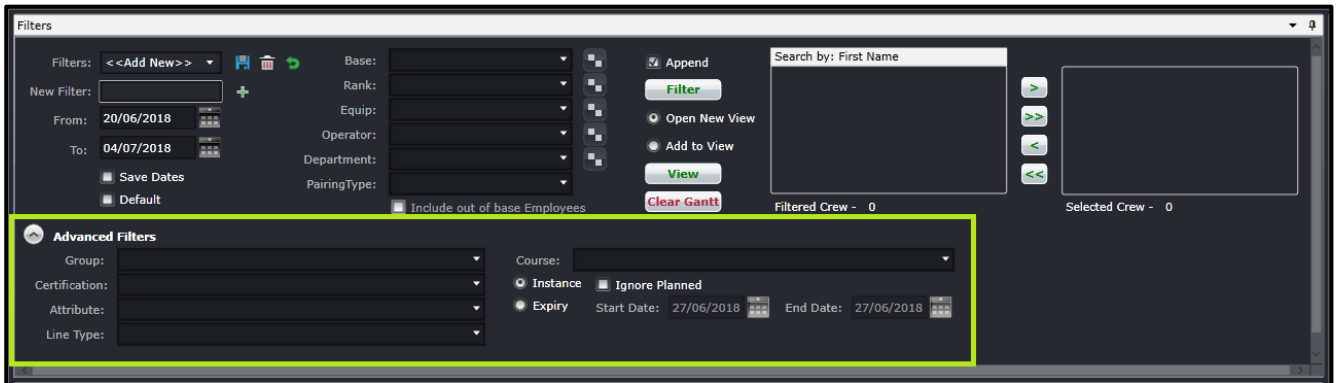 Filters
Filters: <<Add New>>
New Filter:
From: 20/06/2018
To: 04/07/2018
Save Dates
Default
Base:
Rank:
Equip:
Operator:
Department:
PairingType:
Include out of base Employees
Append
Filter
Open New View
Add to View
View
Clear Gantt
Search by: First Name
Filtered Crew - 0
>
>>
<
<<
Selected Crew - 0
Advanced Filters
Group:
Certification:
Attribute:
Line Type:
Course:
Instance Ignore Planned
Expiry Start Date: 27/06/2018 End Date: 27/06/2018